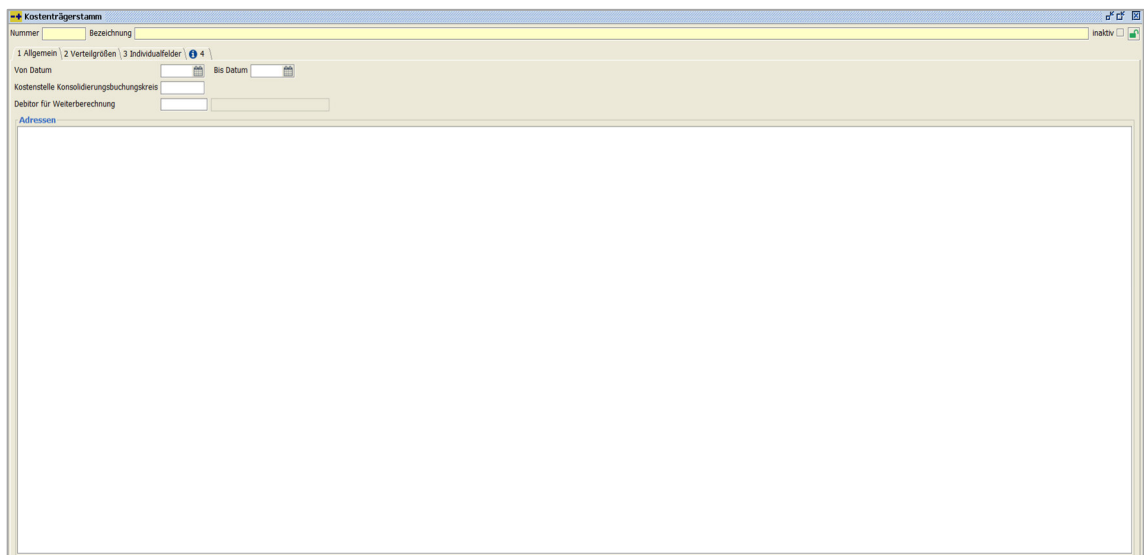 Kostenträgerstamm
Nummer Bezeichnung inaktiv
1 Allgemein 2 Verteilgrößen 3 Individualfelder 4
Von Datum Bis Datum
Kostenstelle Konsolidierungsbuchungskreis
Debitor für Weiterberechnung
Adressen